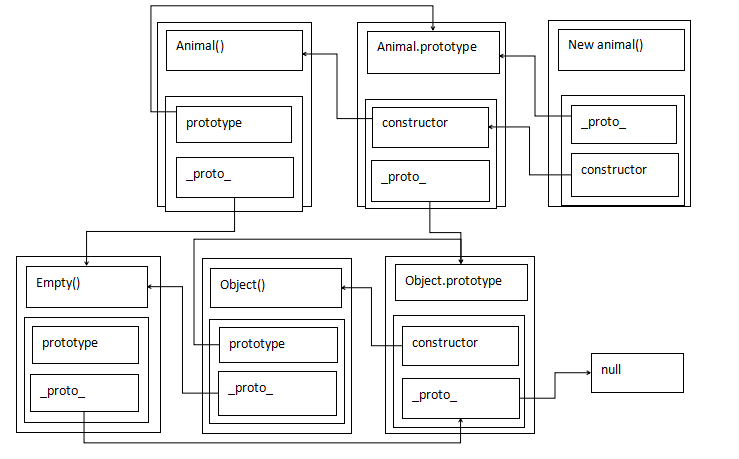 Animal()
prototype
_proto_
Animal.prototype
constructor
_proto_
New animal()
_proto_
constructor
Empty()
prototype
_proto_
Object()
prototype
_proto_
Object.prototype
constructor
_proto_
null